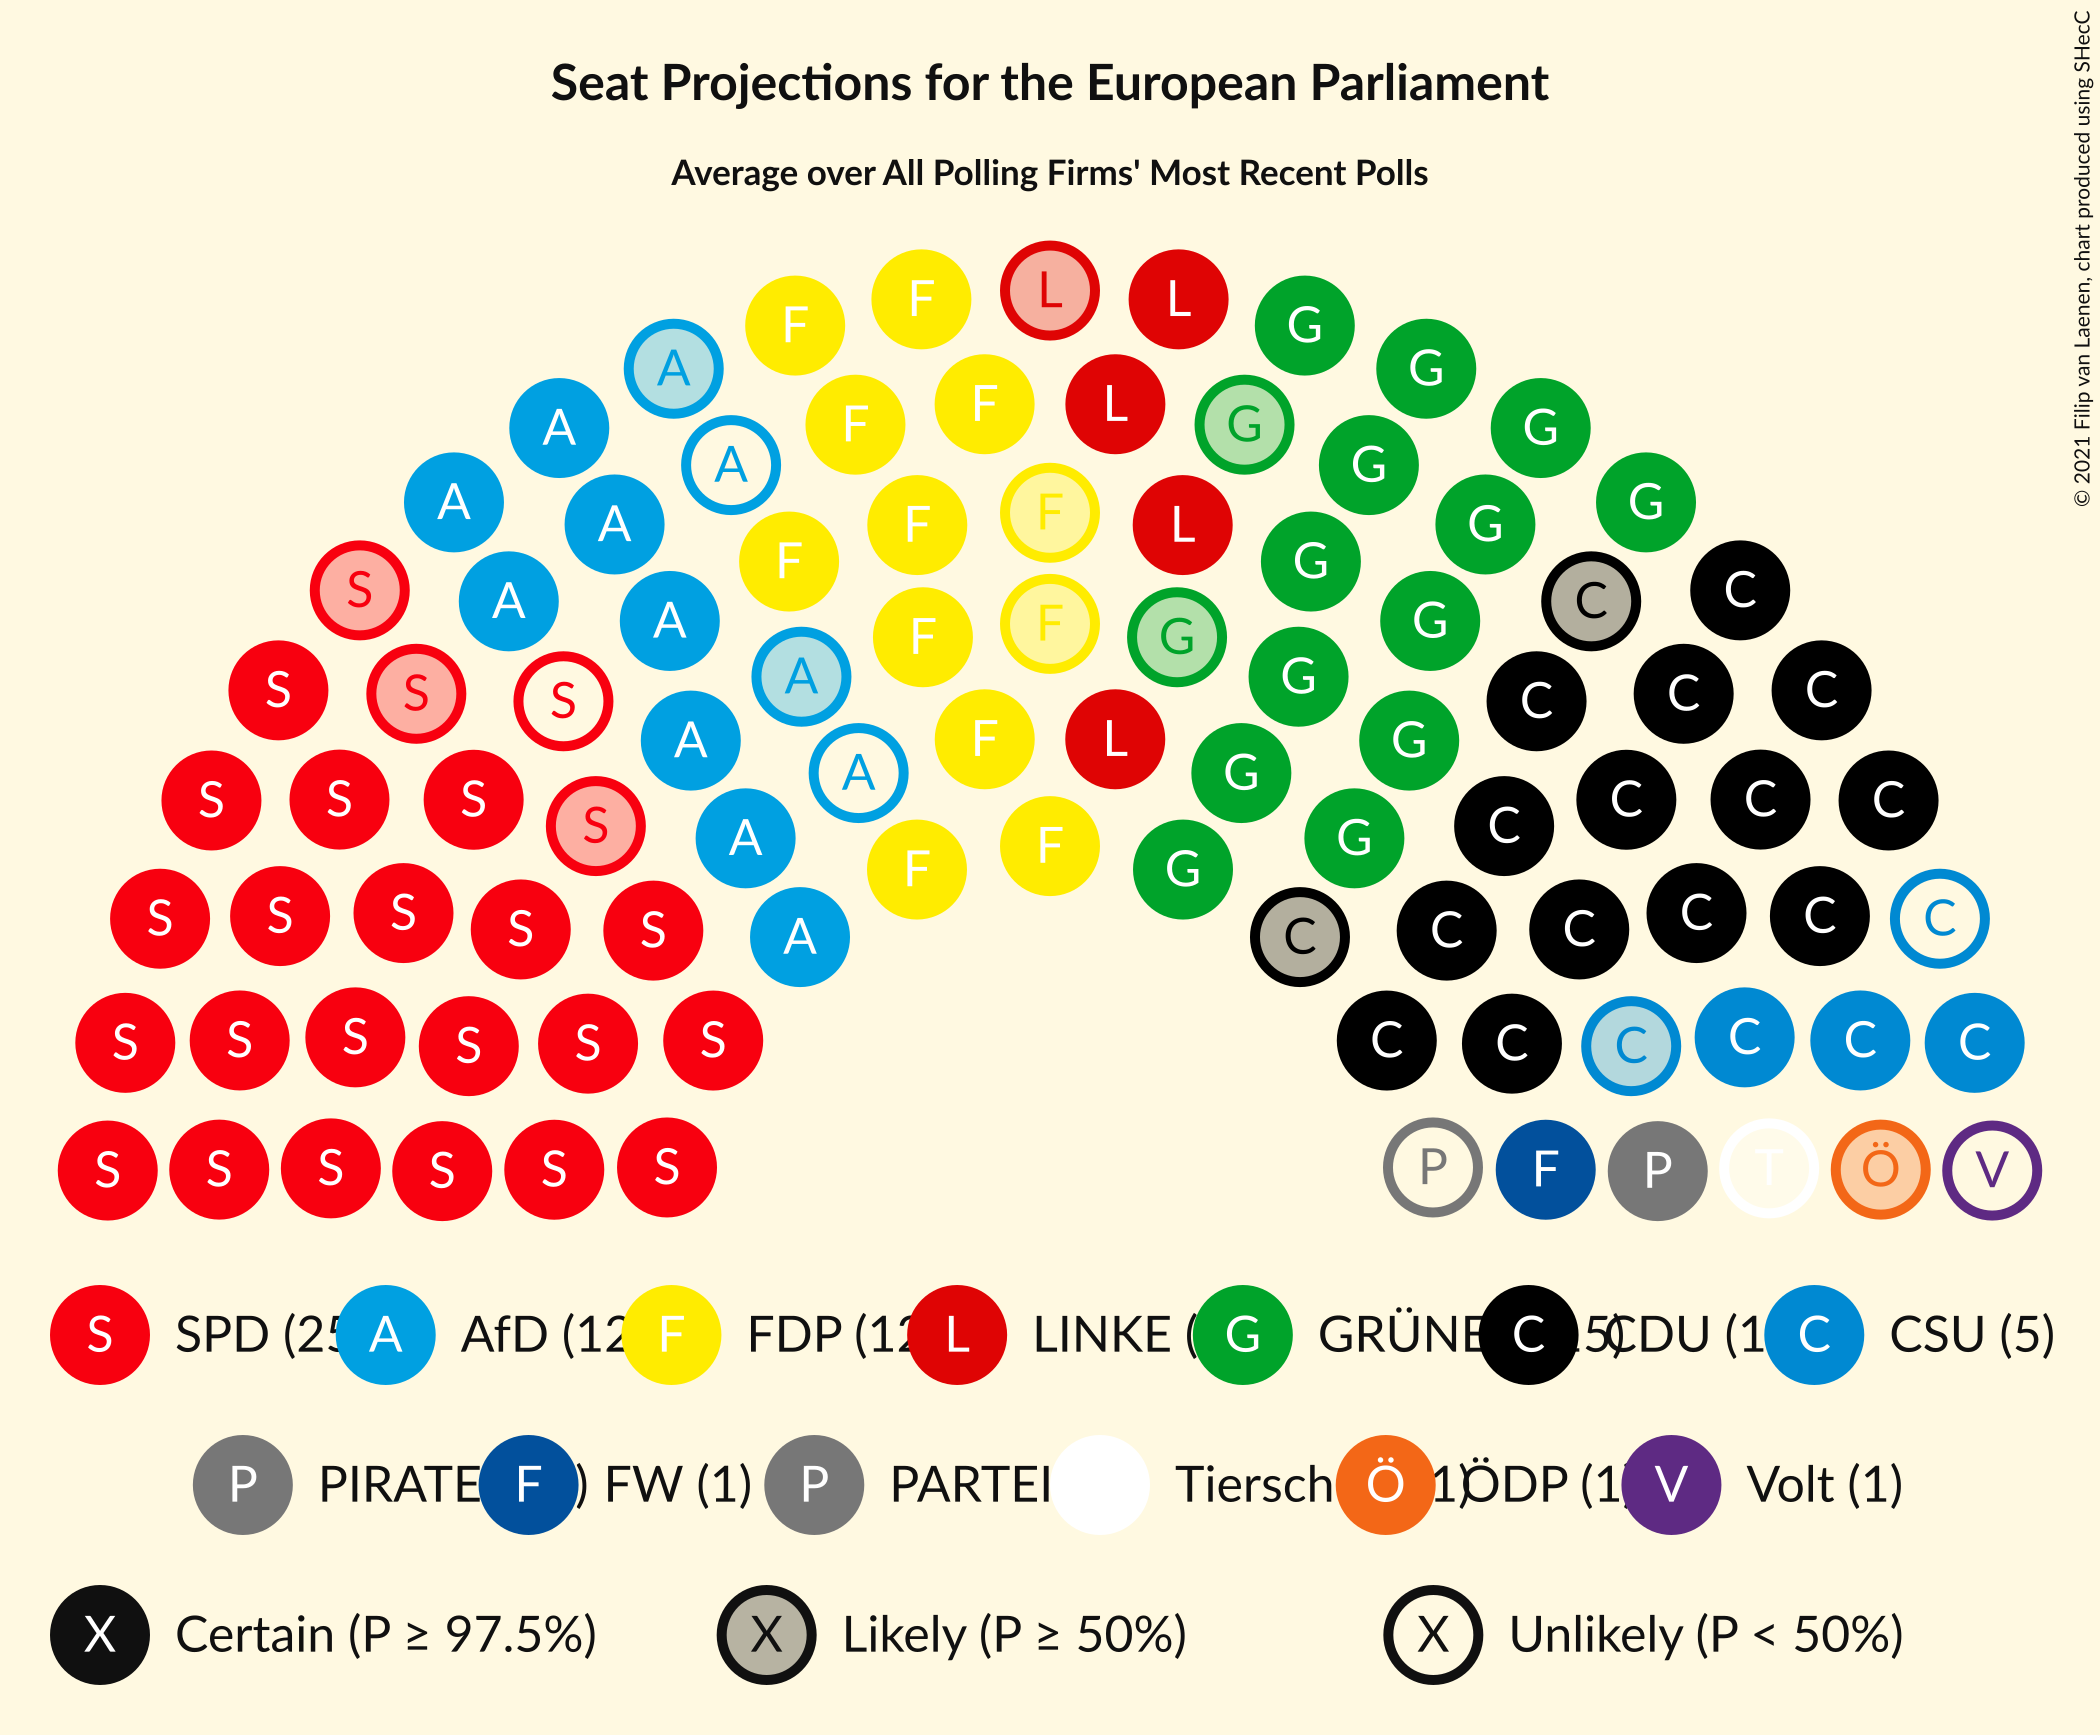 Seat Projections for the European Parliament
Average over All Polling Firms' Most Recent Polls
© 2021 Filip van Laenen, chart produced using SHecC
L
F F L
F G G
A F F L G G
A A F F L G G G
A A A F F F L G G G G
S A A F F G G G C C
S S S A A A F G G G G C C C
S S S S A A A F L G G G C C C C C
S S S S S A F F G C C C C C C
S S S S S S C C C C C C
S S S S S S P F P T Ö V
S SPD (25 A AfD (12 F FDP (12 L LINKE ( G GRÜNE C 5) CDU (1 C CSU (5)
P PIRATE F ) FW (1) P PARTEI Tiersch Ö 1) ÖDP (1) V Volt (1)
X Certain (P ≥ 97.5%) X Likely (P ≥ 50%) X Unlikely (P < 50%)